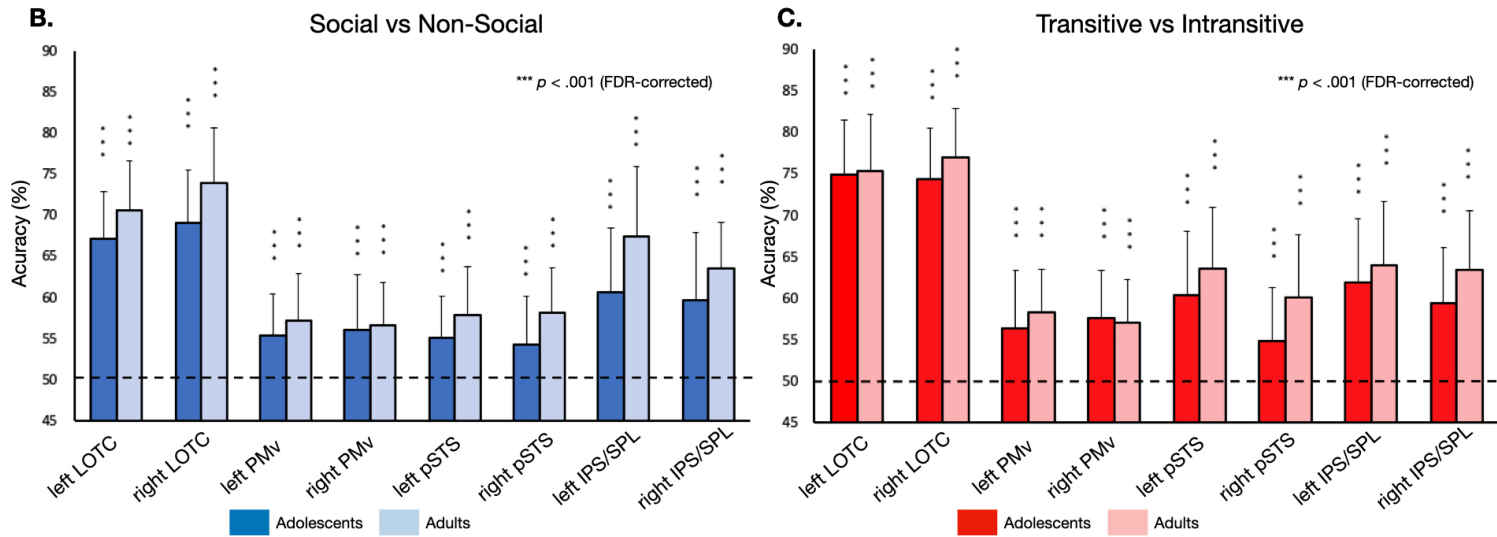 B.
Social vs Non-Social
*** p < .001 (FDR-corrected)
Acuracy (%)
90
85
80
75
70
65
60
55
50
45
left LOTC
right LOTC
left PMv
right PMv
left pSTS
right pSTS
left IPS/SPL
right IPS/SPL
Adolescents
Adults
C.
Transitive vs Intransitive
*** p < .001 (FDR-corrected)
Acuracy (%)
90
85
80
75
70
65
60
55
50
45
left LOTC
right LOTC
left PMv
right PMv
left pSTS
right pSTS
left IPS/SPL
right IPS/SPL
Adolescents
Adults